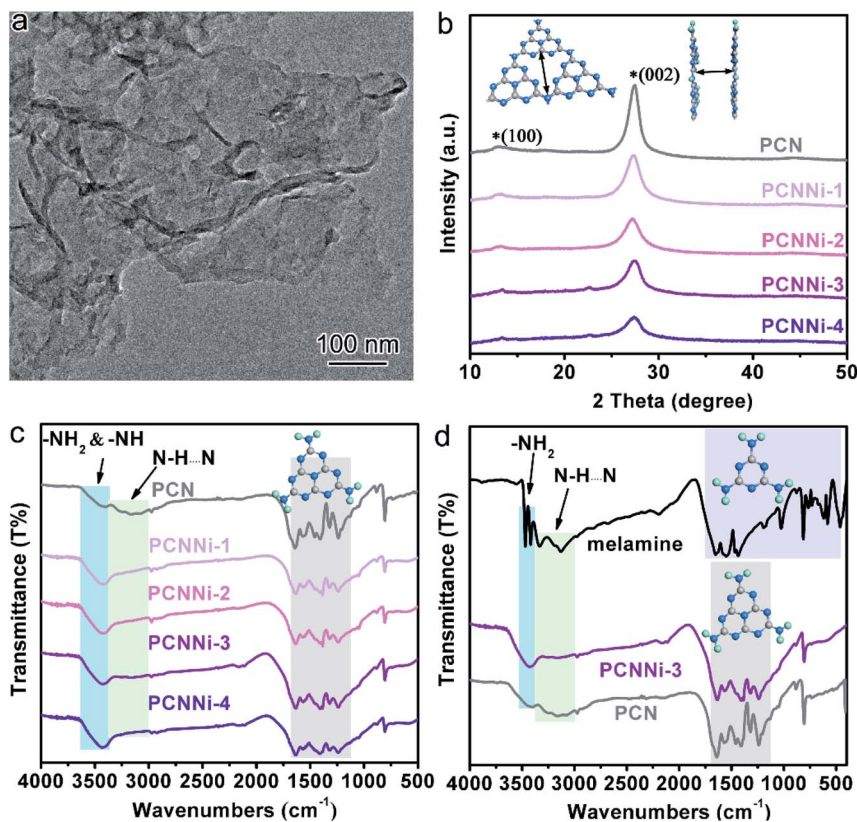 a
100 nm
b
*(100)
*(002)
PCN
PCNNi-1
PCNNi-2
PCNNi-3
PCNNi-4
Intensity (a.u.)
10 20 30 40 50
2 Theta (degree)
c
-NH₂ & -NH
N-H....N
PCN
PCNNi-1
PCNNi-2
PCNNi-3
PCNNi-4
Transmittance (T%)
4000 3500 3000 2500 2000 1500 1000 500
Wavenumbers (cm⁻¹)
d
-NH₂
N-H....N
melamine
PCNNi-3
PCN
Transmittance (T%)
4000 3500 3000 2500 2000 1500 1000 500
Wavenumbers (cm⁻¹)